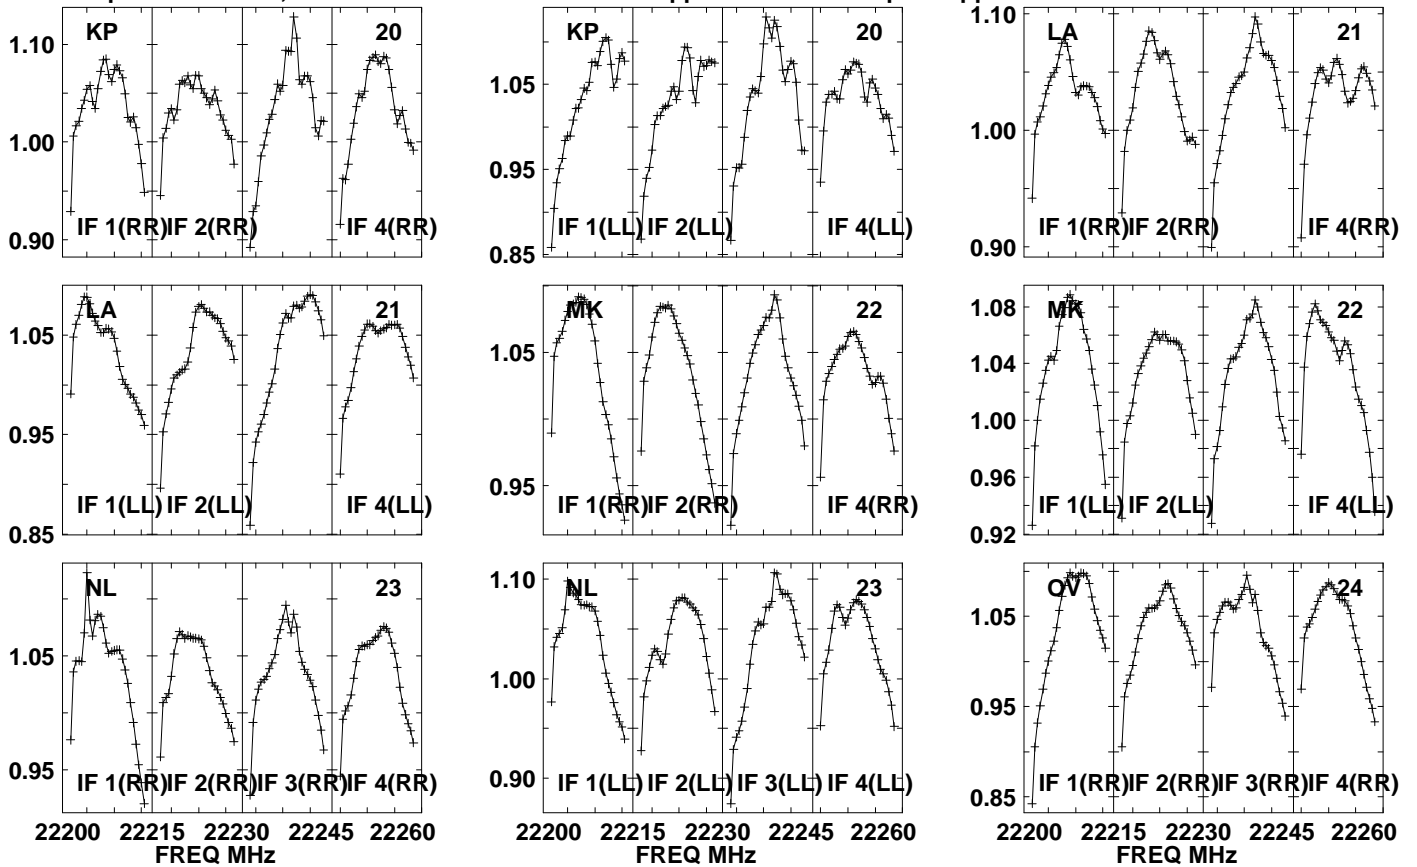 KP 20 KP 20 LA 21
1.10 1.05 0.95 0.85 1.10
1.00 1.00
0.90 0.90
IF 1(RR) IF 2(RR) IF 4(RR) IF 1(LL) IF 2(LL) IF 4(LL) IF 1(RR) IF 2(RR) IF 4(RR)
LA 21 MK 22 MK 22
1.05 1.05 1.08
0.95 0.95 1.04
0.85 1.00
0.96
0.92
IF 1(LL) IF 2(LL) IF 4(LL) IF 1(RR) IF 2(RR) IF 4(RR) IF 1(LL) IF 2(LL) IF 4(LL)
NL 23 NL 23 OV 24
1.05 1.10 1.05
0.95 1.00 0.95
0.90 0.85
IF 1(RR) IF 2(RR) IF 3(RR) IF 4(RR) IF 1(LL) IF 2(LL) IF 3(LL) IF 4(LL) IF 1(RR) IF 2(RR) IF 3(RR) IF 4(RR)
22200 22215 22230 22245 22260 22200 22215 22230 22245 22260 22200 22215 22230 22245 22260
FREQ MHz FREQ MHz FREQ MHz